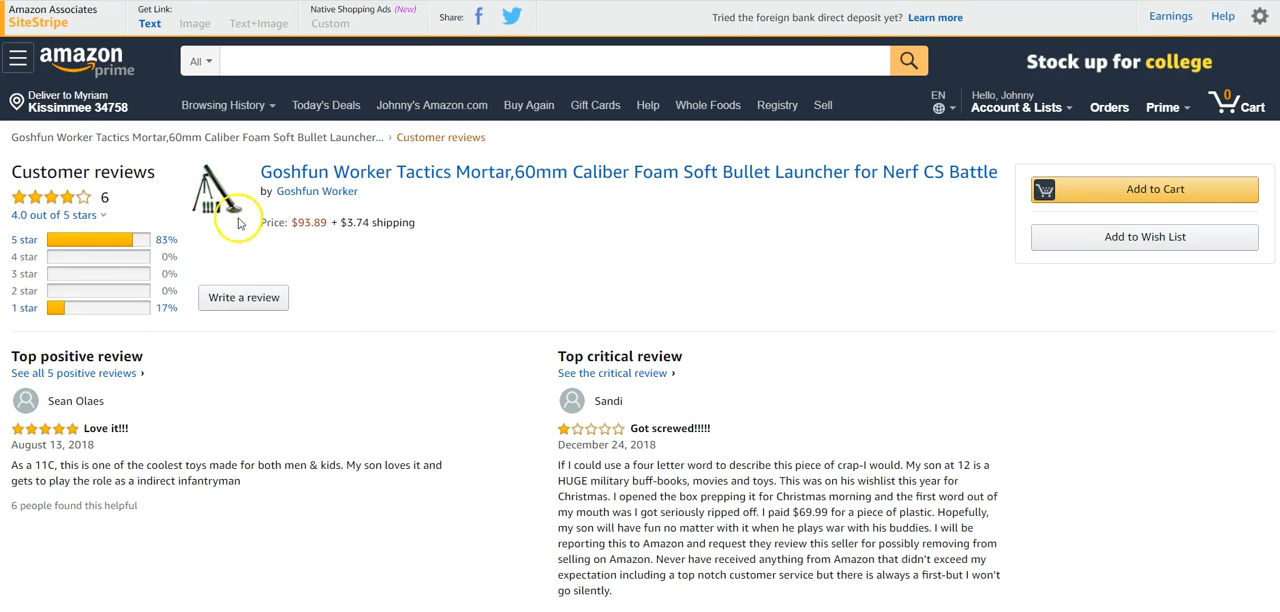 Amazon Associates
SiteStripe
Get Link:
Text Image Text+Image
Native Shopping Ads (New)
Custom
Share:
Tried the foreign bank direct deposit yet? Learn more
Earnings Help
amazon
prime
All
Stock up for college
Deliver to Myriam
Kissimmee 34758
Browsing History Today's Deals Johnny's Amazon.com Buy Again Gift Cards Help Whole Foods Registry Sell
EN
Hello, Johnny
Account & Lists
Orders
Prime
0
Cart
Goshfun Worker Tactics Mortar,60mm Caliber Foam Soft Bullet Launcher... › Customer reviews
Customer reviews
6
4.0 out of 5 stars
5 star 83%
4 star 0%
3 star 0%
2 star 0%
1 star 17%
Goshfun Worker Tactics Mortar,60mm Caliber Foam Soft Bullet Launcher for Nerf CS Battle
by Goshfun Worker
Price: $93.89 + $3.74 shipping
Write a review
Add to Cart
Add to Wish List
Top positive review
See all 5 positive reviews ›
Sean Olaes
Love it!!!
August 13, 2018
As a 11C, this is one of the coolest toys made for both men & kids. My son loves it and
gets to play the role as a indirect infantryman
6 people found this helpful
Top critical review
See the critical review ›
Sandi
Got screwed!!!!!
December 24, 2018
If I could use a four letter word to describe this piece of crap-I would. My son at 12 is a
HUGE military buff-books, movies and toys. This was on his wishlist this year for
Christmas. I opened the box prepping it for Christmas morning and the first word out of
my mouth was I got seriously ripped off. I paid $69.99 for a piece of plastic. Hopefully,
my son will have fun no matter with it when he plays war with his buddies. I will be
reporting this to Amazon and request they review this seller for possibly removing from
selling on Amazon. Never have received anything from Amazon that didn't exceed my
expectation including a top notch customer service but there is always a first-but I won't
go silently.